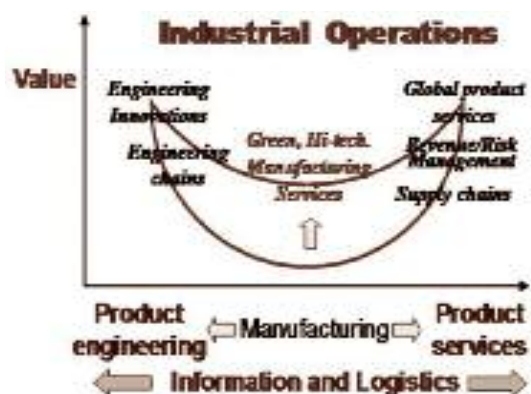 Industrial Operations
Value
Engineering
Innovations
Engineering
chains
Green, Hi-tech.
Manufacturing
Services
Global product
services
Revenue/Risk
Management
Supply chains
Product
engineering
Manufacturing
Product
services
Information and Logistics